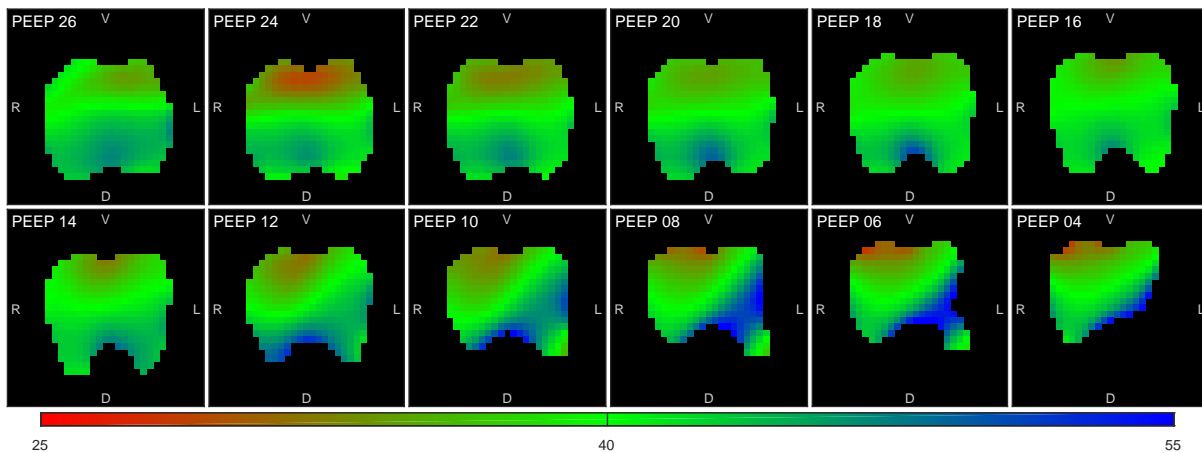 PEEP 26 V PEEP 24 V PEEP 22 V PEEP 20 V PEEP 18 V PEEP 16 V
R L R L R L R L R L R L
D D D D D D
PEEP 14 V PEEP 12 V PEEP 10 V PEEP 08 V PEEP 06 V PEEP 04 V
R L R L R L R L R L R L
D D D D D D
25 40 55